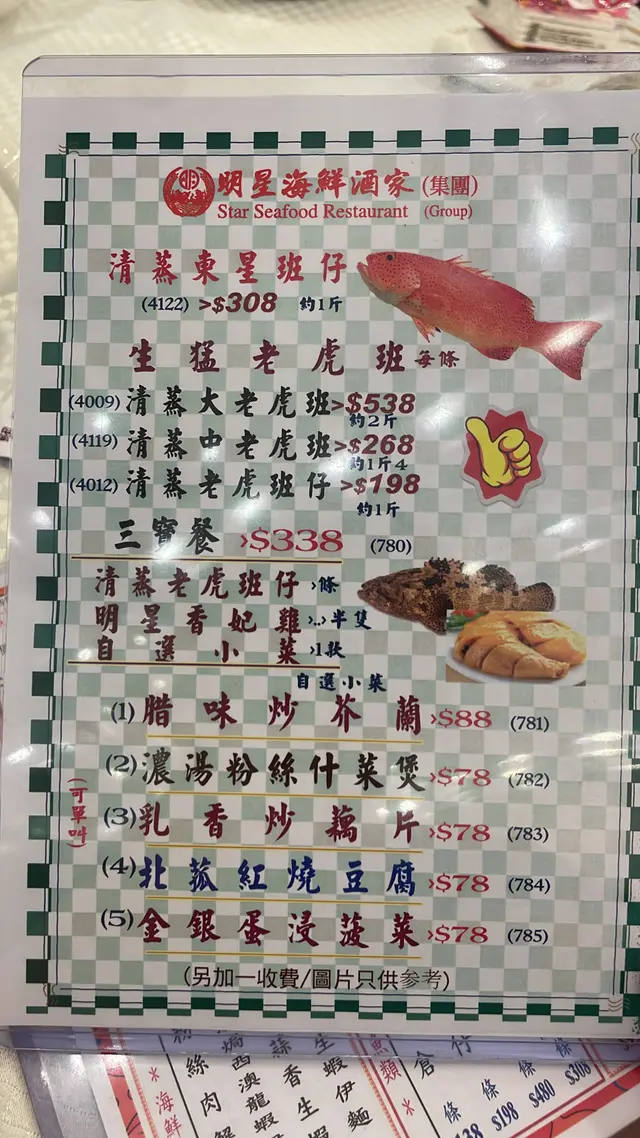 明星海鮮酒家(集團)
Star Seafood Restaurant (Group)
清蒸東星班仔
(4122) >$308 約1斤
生猛老虎班每條
(4009) 清蒸大老虎班>$538
約2斤
(4119) 清蒸中老虎班>$268
約1斤4
(4012) 清蒸老虎班仔>$198
約1斤
三寶餐 >$338 (780)
清蒸老虎班仔>條
明星香妃雞>...>半隻
自選小菜>1款
自選小菜
(1) 腊味炒芥蘭>$88 (781)
(2) 濃湯粉絲什菜煲>$78 (782)
(可單叫)
(3) 乳香炒藕片>$78 (783)
(4) 北菰紅燒豆腐>$78 (784)
(5) 金銀蛋浸菠菜>$78 (785)
(另加一收費/圖片只供參考)